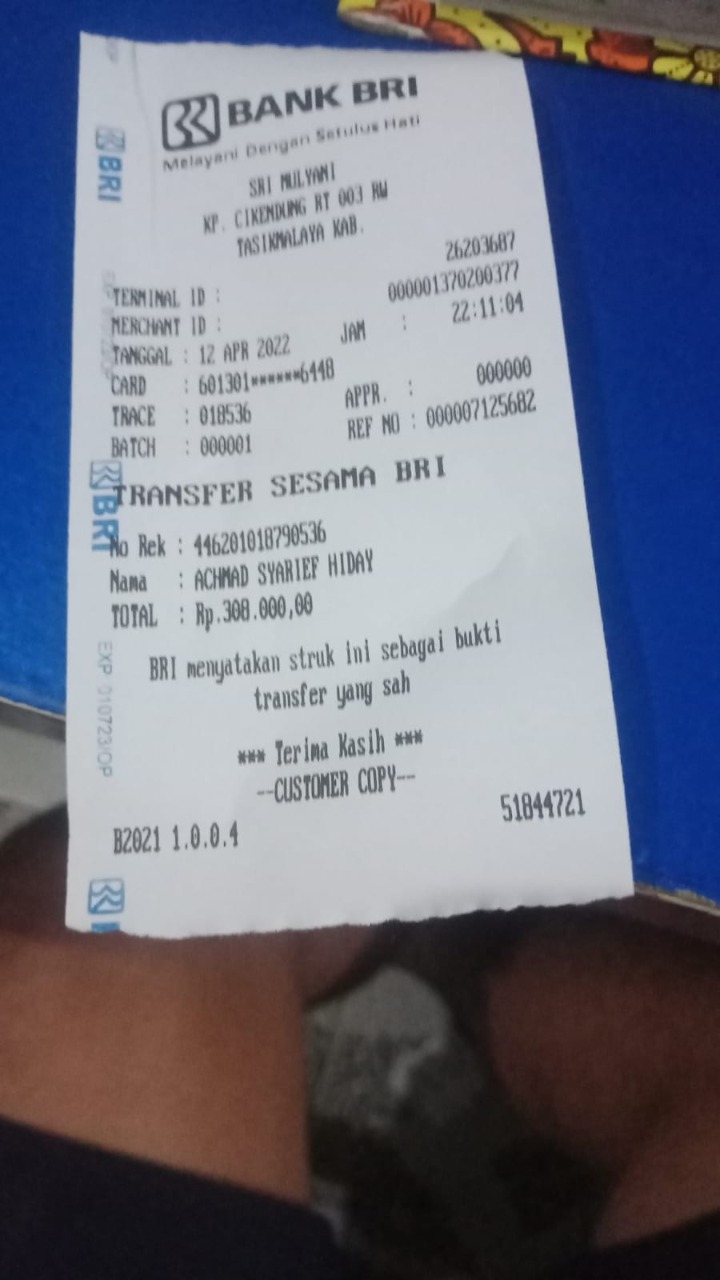 BANK BRI
Melayani Dengan Setulus Hati
SRI MULYANI
KP. CIKENDUNG RT 003 RW
TASIKMALAYA KAB.
TERMINAL ID : 26203687
MERCHANT ID : 000001370200377
TANGGAL : 12 APR 2022 JAM : 22:11:04
CARD : 601301******6448
TRACE : 018536 APPR. : 000000
BATCH : 000001 REF NO : 000007125682
TRANSFER SESAMA BRI
No Rek : 446201018790536
Nama : ACHMAD SYARIEF HIDAY
TOTAL : Rp.308.000,00
BRI menyatakan struk ini sebagai bukti
transfer yang sah
*** Terima Kasih ***
--CUSTOMER COPY--
B2021 1.0.0.4 51844721
BRI
BRI
EXP 010723/OP